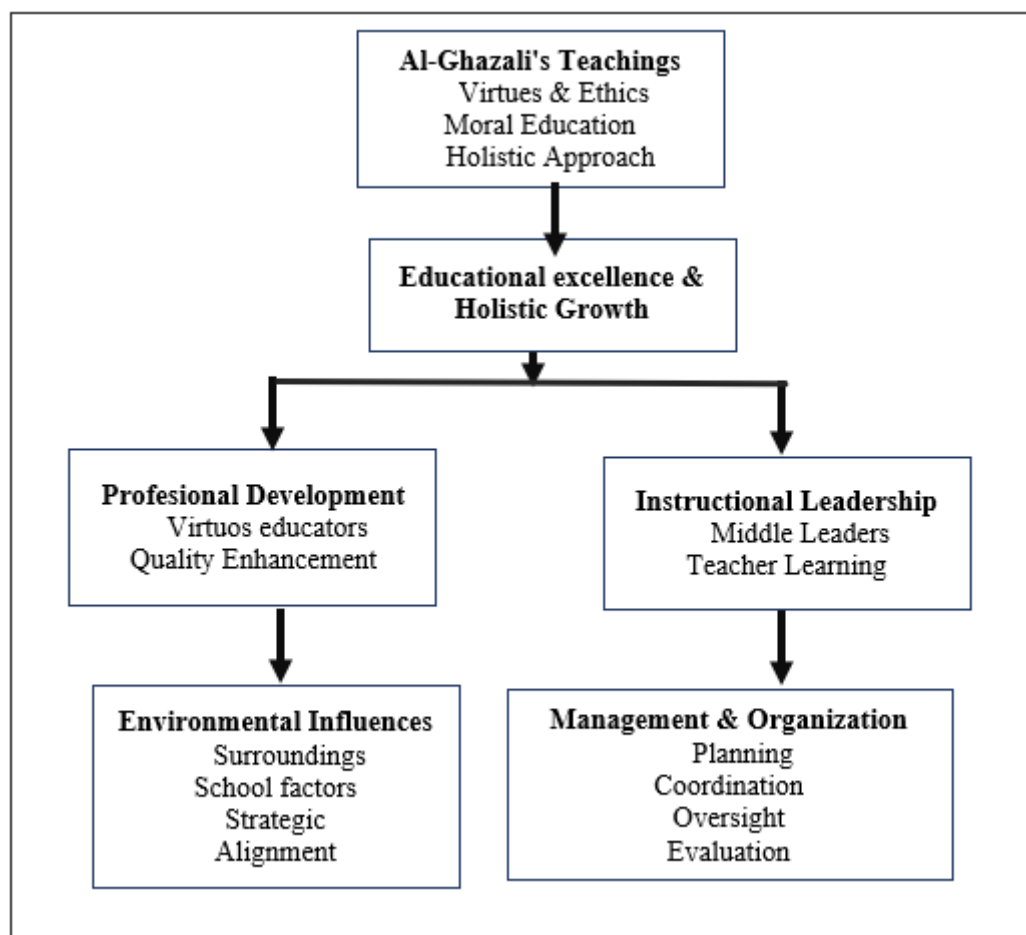 Al-Ghazali's Teachings
Virtues & Ethics
Moral Education
Holistic Approach
Educational excellence &
Holistic Growth
Profesional Development
Virtuos educators
Quality Enhancement
Instructional Leadership
Middle Leaders
Teacher Learning
Environmental Influences
Surroundings
School factors
Strategic
Alignment
Management & Organization
Planning
Coordination
Oversight
Evaluation